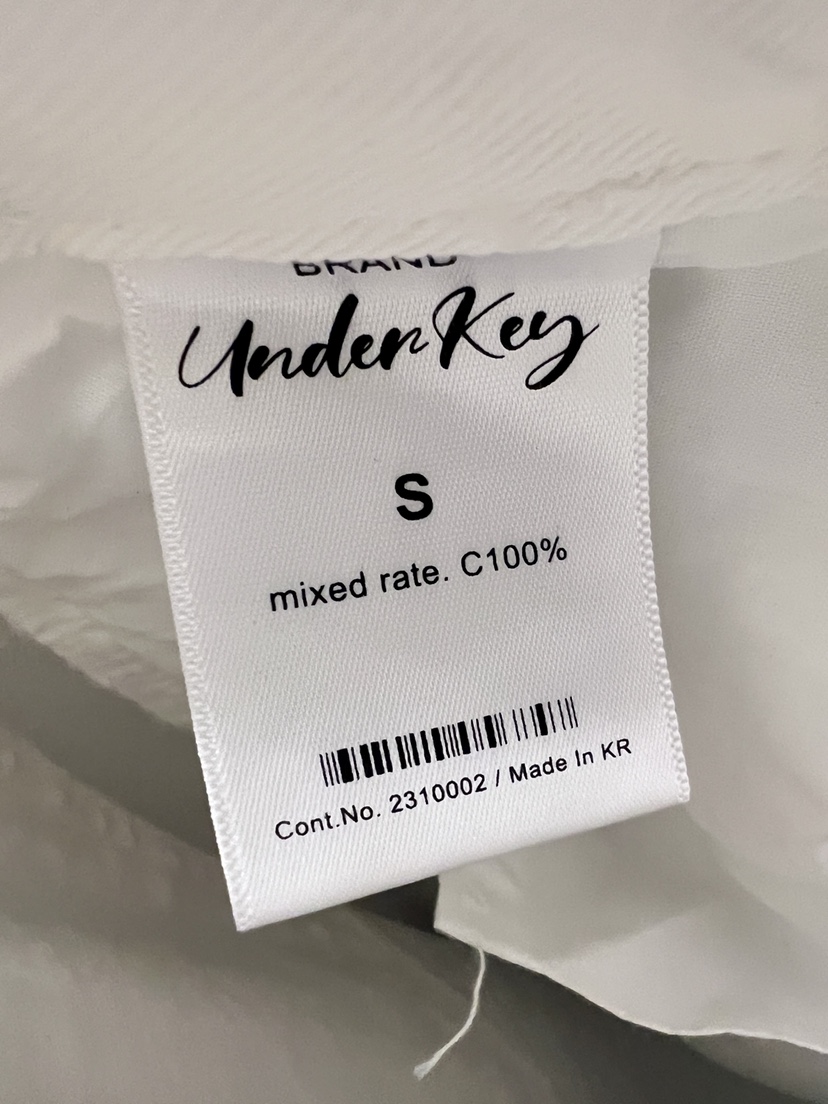 BRAND
UnderKey
S
mixed rate. C100%
Cont.No. 2310002 / Made In KR